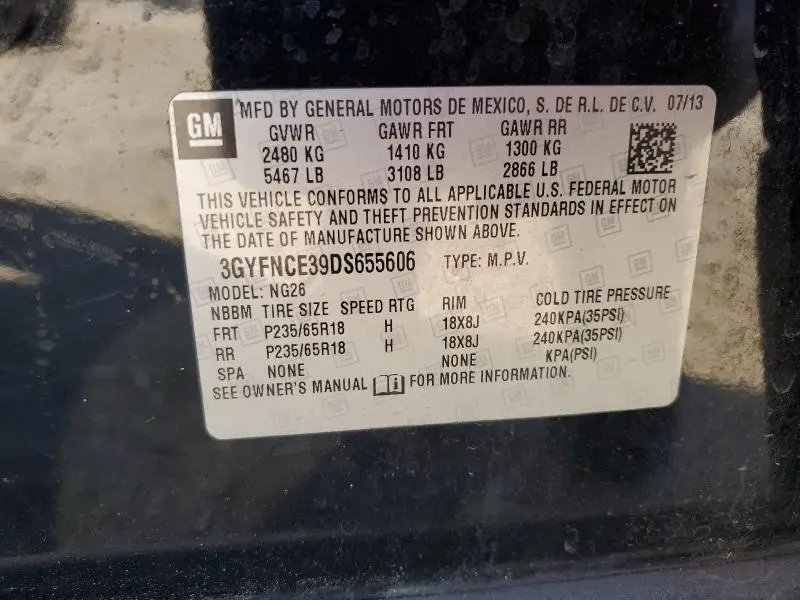 GM MFD BY GENERAL MOTORS DE MEXICO, S. DE R.L. DE C.V. 07/13
GVWR GAWR FRT GAWR RR
2480 KG 1410 KG 1300 KG
5467 LB 3108 LB 2866 LB
THIS VEHICLE CONFORMS TO ALL APPLICABLE U.S. FEDERAL MOTOR
VEHICLE SAFETY AND THEFT PREVENTION STANDARDS IN EFFECT ON
THE DATE OF MANUFACTURE SHOWN ABOVE.
3GYFNCE39DS655606 TYPE: M.P.V.
MODEL: NG26
NBBM TIRE SIZE SPEED RTG RIM COLD TIRE PRESSURE
FRT P235/65R18 H 18X8J 240KPA(35PSI)
RR P235/65R18 H 18X8J 240KPA(35PSI)
SPA NONE NONE KPA(PSI)
SEE OWNER'S MANUAL FOR MORE INFORMATION.